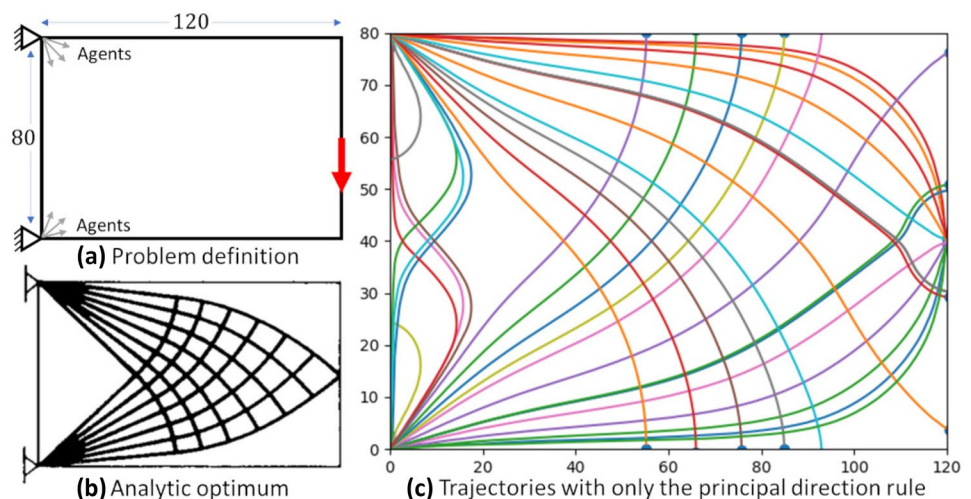 120
Agents
80
Agents
(a) Problem definition
(b) Analytic optimum
80
70
60
50
40
30
20
10
0
0 20 40 60 80 100 120
(c) Trajectories with only the principal direction rule